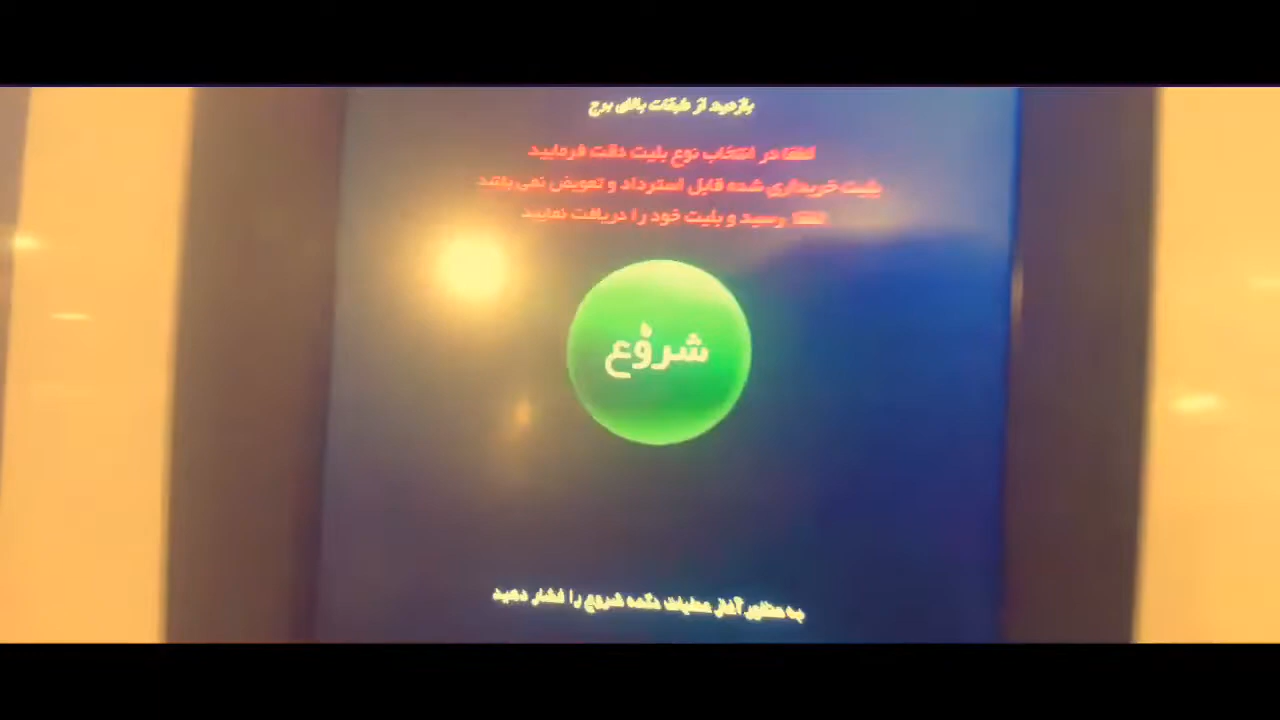 بازدید از طبقات بالای برج
لطفا در انتخاب نوع بلیت دقت فرمایید
بلیت خریداری شده قابل استرداد و تعویض نمی باشد
لطفا رسید و بلیت خود را دریافت نمایید
شروع
به منظور آغاز عملیات دکمه شروع را فشار دهید